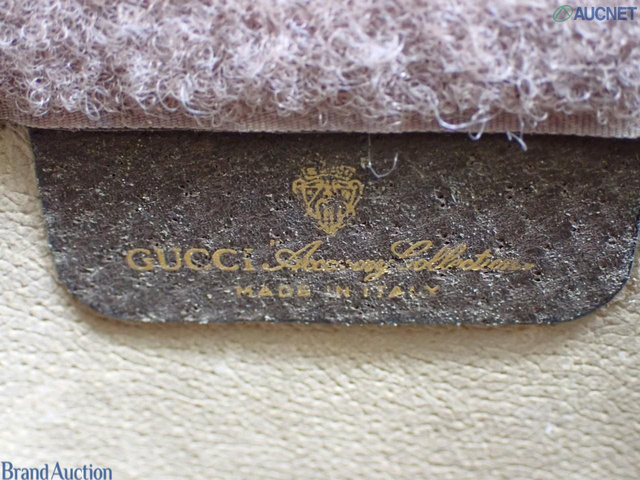 AUCNET
GUCCI Accessory Collection
MADE IN ITALY
Brand Auction